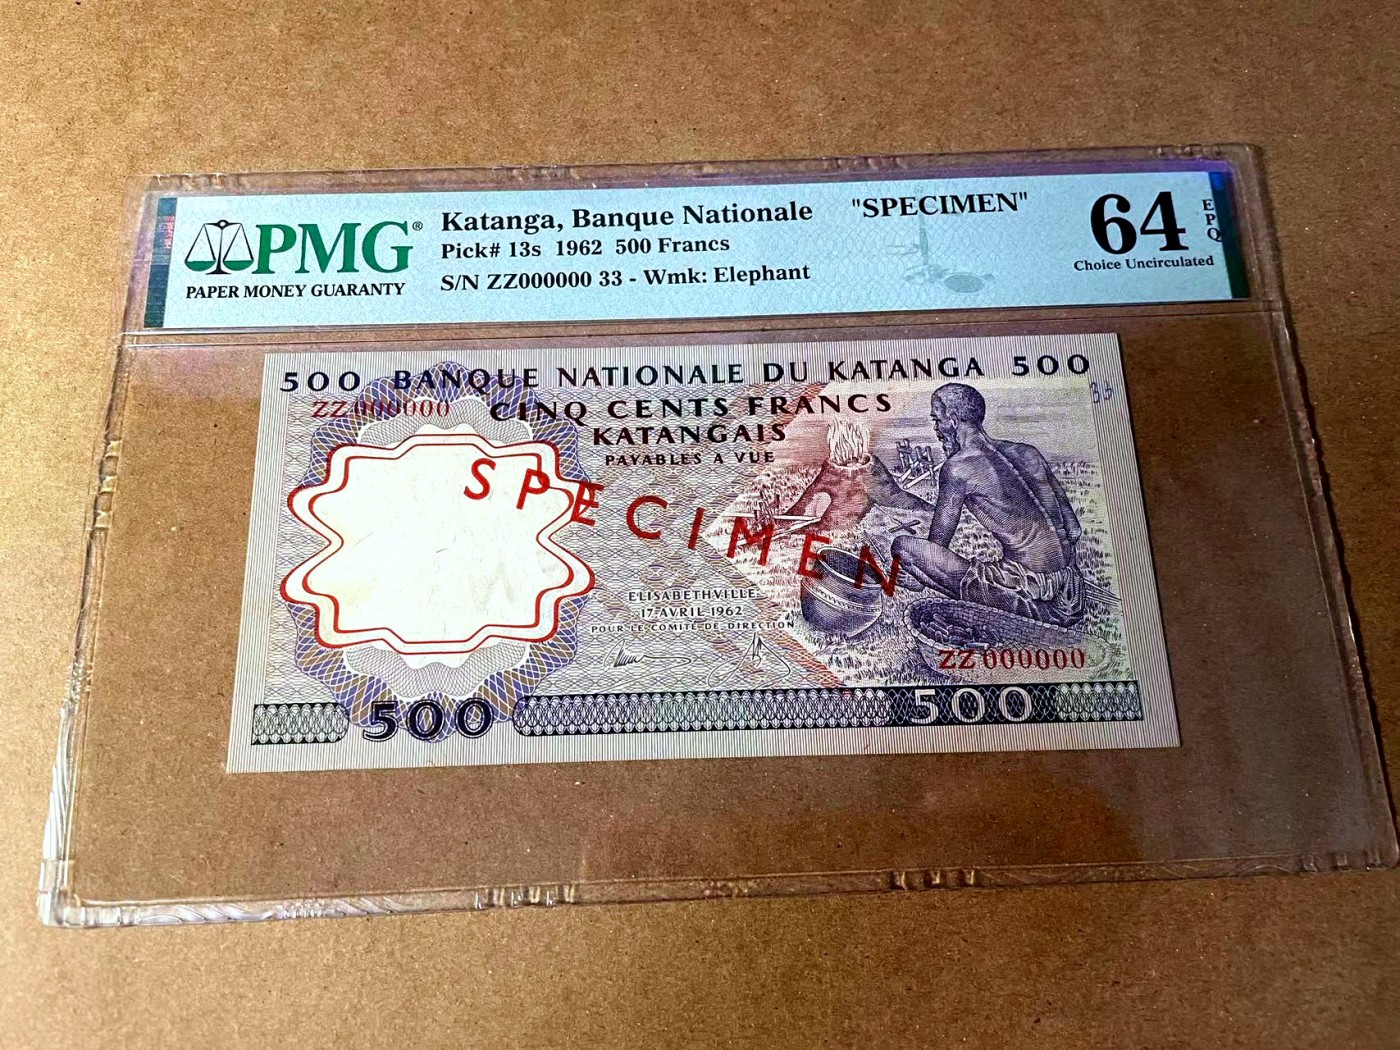 PMG®
PAPER MONEY GUARANTY
Katanga, Banque Nationale
Pick# 13s 1962 500 Francs
S/N ZZ000000 33 - Wmk: Elephant
"SPECIMEN"
64
EPQ
Choice Uncirculated
500 BANQUE NATIONALE DU KATANGA 500
ZZ000000
CINQ CENTS FRANCS
KATANGAIS
PAYABLES A VUE
SPECIMEN
ELISABETHVILLE
17 AVRIL 1962
POUR LE COMITE DE DIRECTION
ZZ000000
500
500